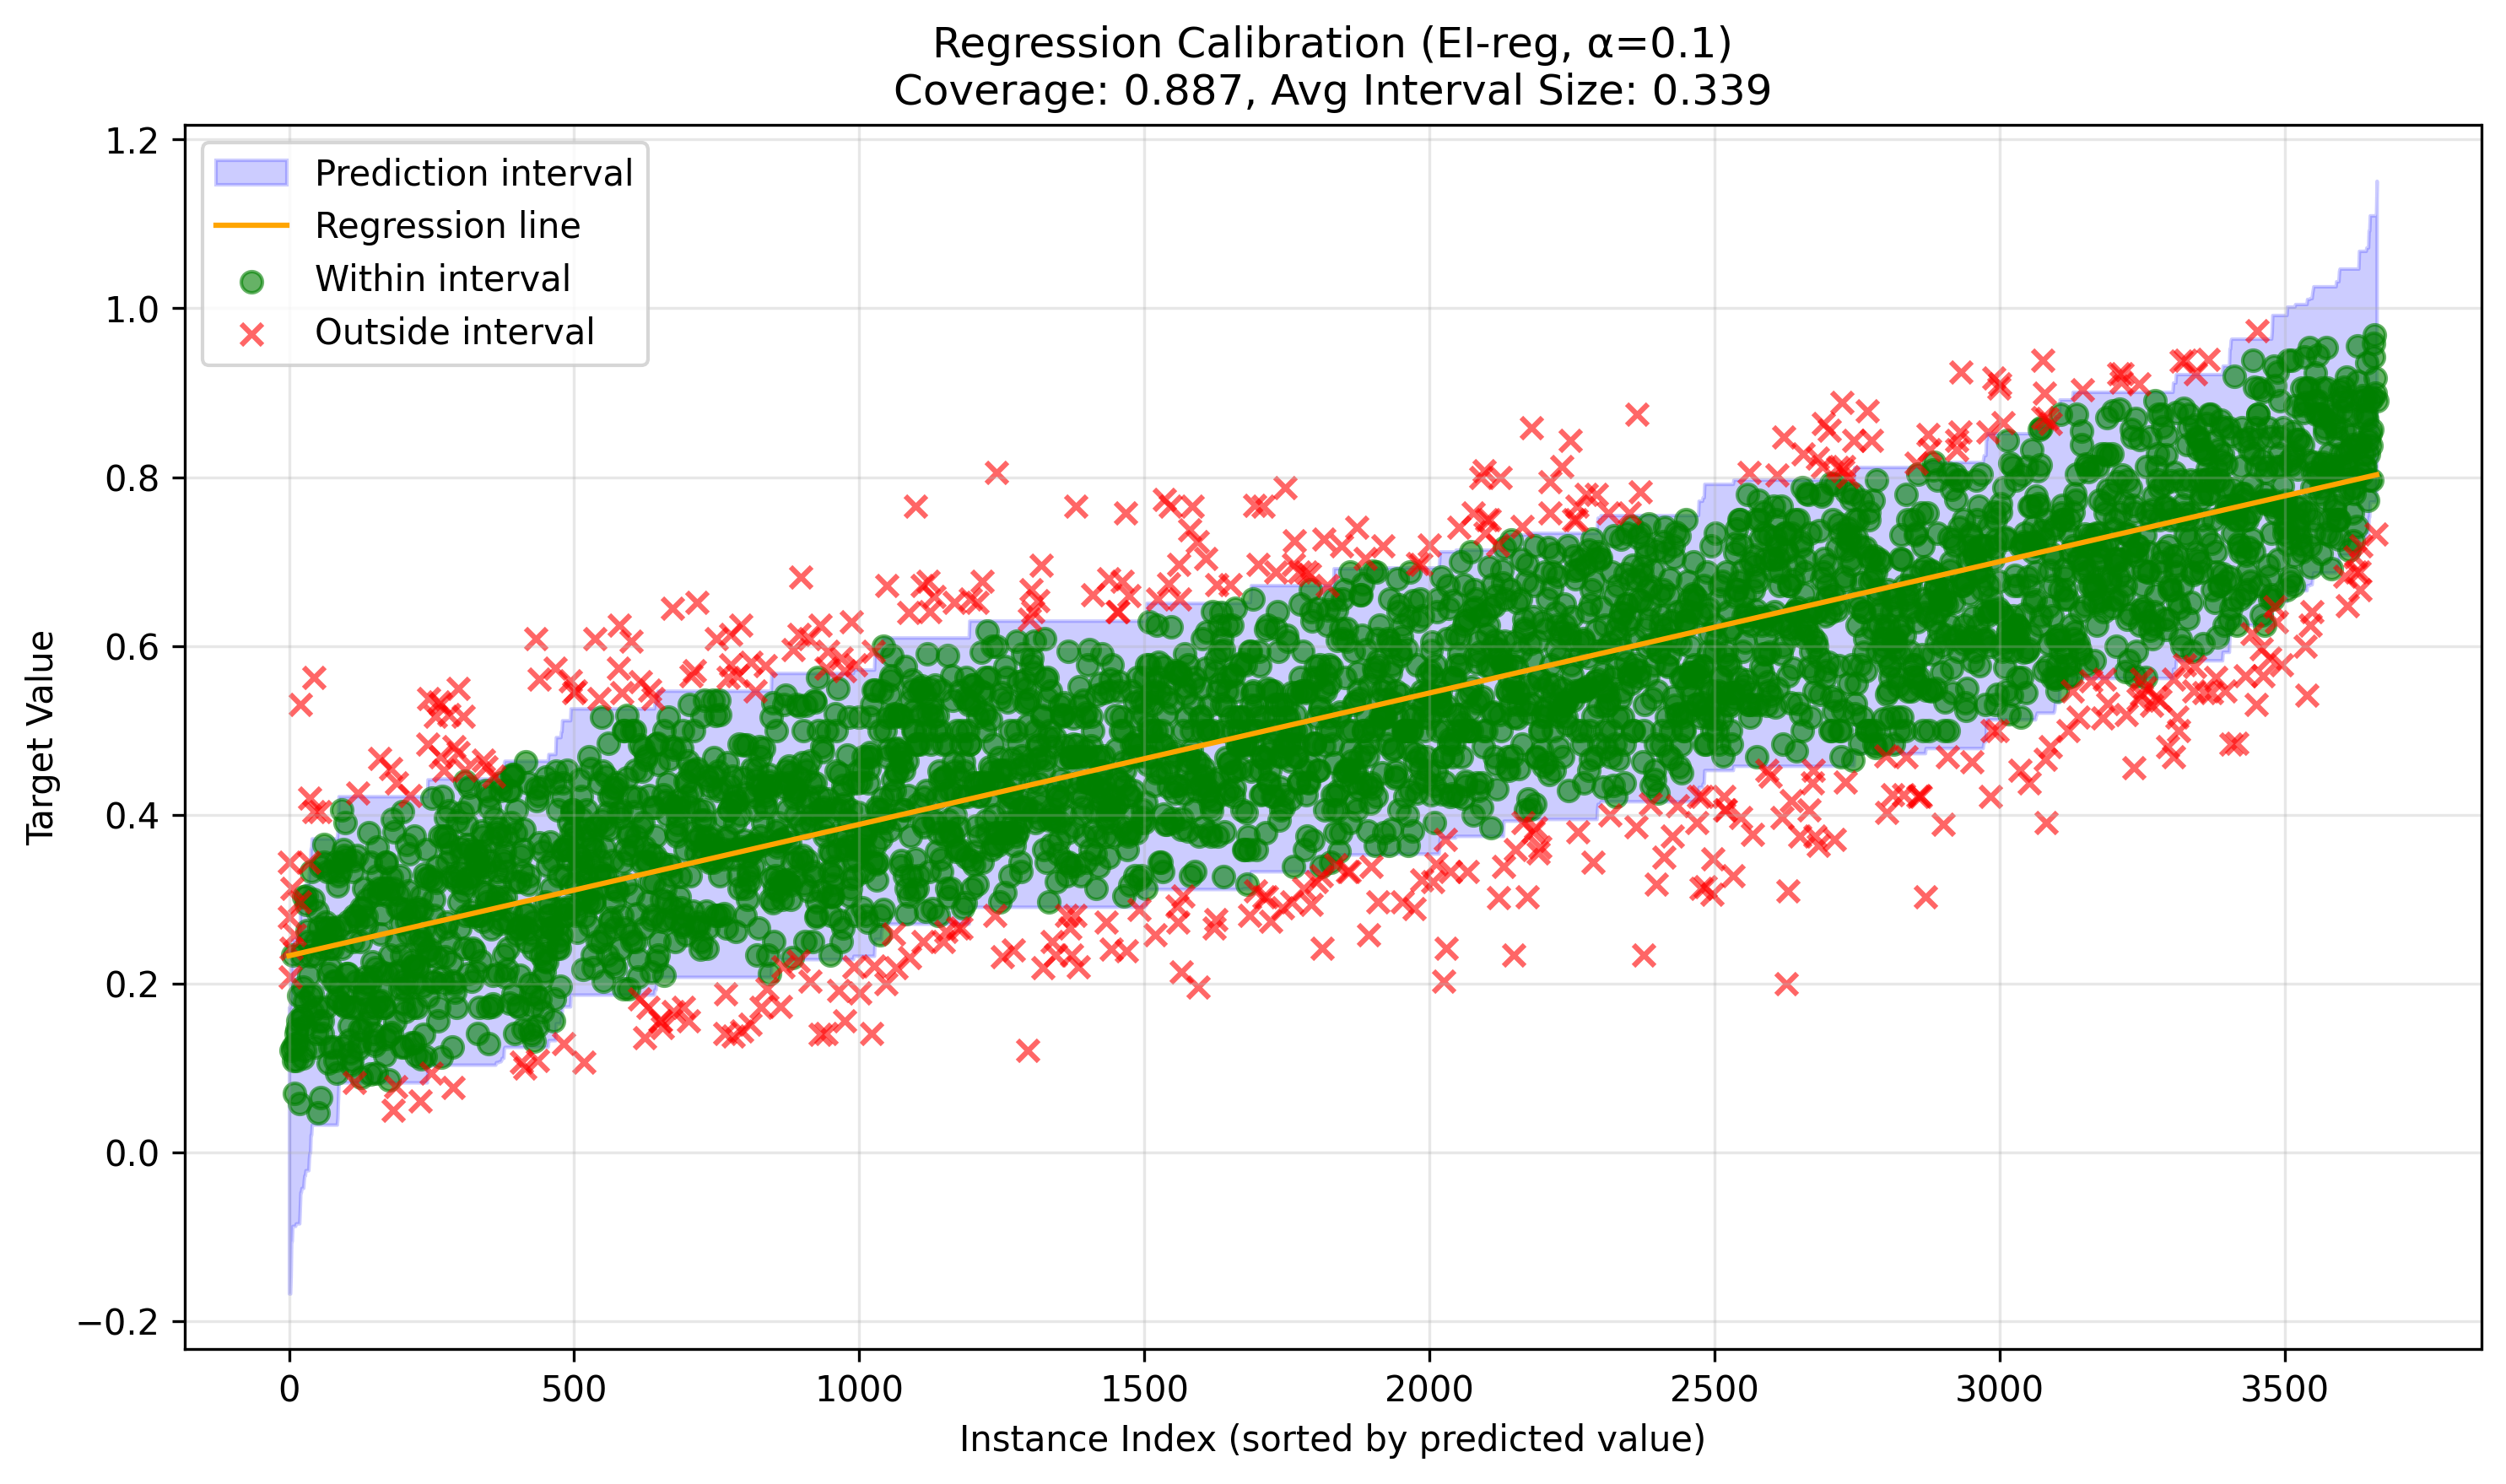 Regression Calibration (EI-reg, α=0.1)
Coverage: 0.887, Avg Interval Size: 0.339
Prediction interval
Regression line
Within interval
Outside interval
Target Value
1.2
1.0
0.8
0.6
0.4
0.2
0.0
−0.2
0
500
1000
1500
2000
2500
3000
3500
Instance Index (sorted by predicted value)